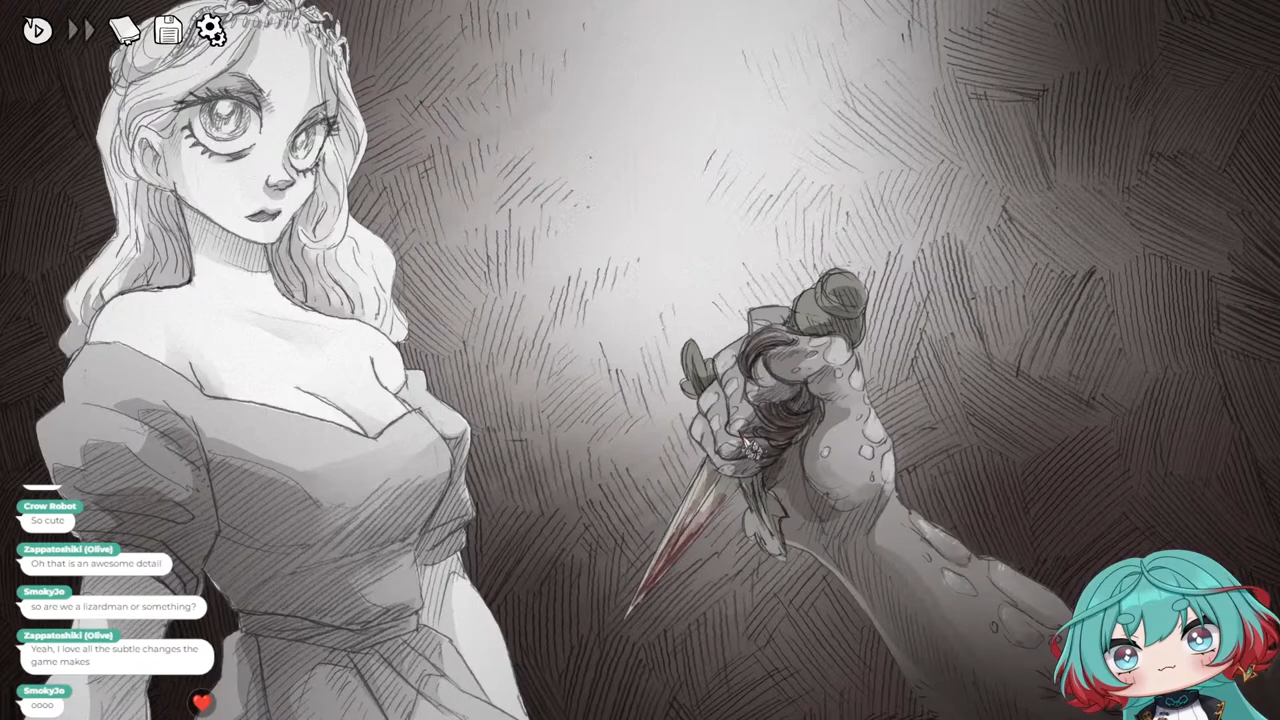 Crow Robot
So cute
Zappatoshiki (Olive)
Oh that is an awesome detail
SmokyJo
so are we a lizardman or something?
Zappatoshiki (Olive)
Yeah, I love all the subtle changes the
game makes
SmokyJo
oooo